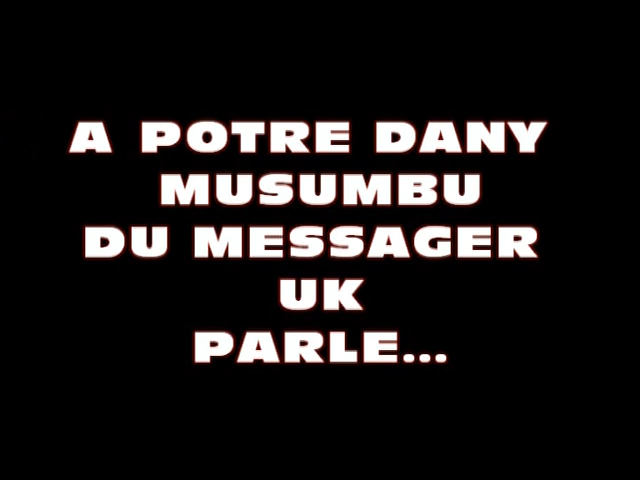 A POTRE DANY
MUSUMBU
DU MESSAGER
UK
PARLE...